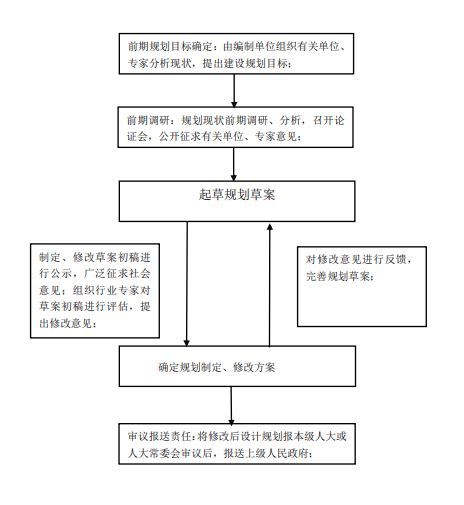 前期规划目标确定：由编制单位组织有关单位、
专家分析现状，提出建设规划目标；
前期调研：规划现状前期调研、分析，召开论
证会，公开征求有关单位、专家意见；
起草规划草案
制定、修改草案初稿进
行公示，广泛征求社会
意见；组织行业专家对
草案初稿进行评估，提
出修改意见；
对修改意见进行反馈，
完善规划草案；
确定规划制定、修改方案
审议报送责任：将修改后设计规划报本级人大或
人大常委会审议后，报送上级人民政府；